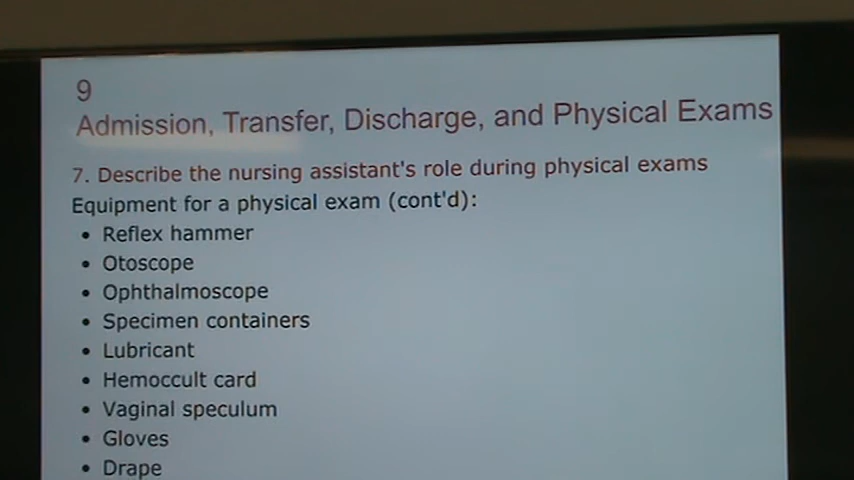 9
Admission, Transfer, Discharge, and Physical Exams
7. Describe the nursing assistant's role during physical exams
Equipment for a physical exam (cont'd):
• Reflex hammer
• Otoscope
• Ophthalmoscope
• Specimen containers
• Lubricant
• Hemoccult card
• Vaginal speculum
• Gloves
• Drape